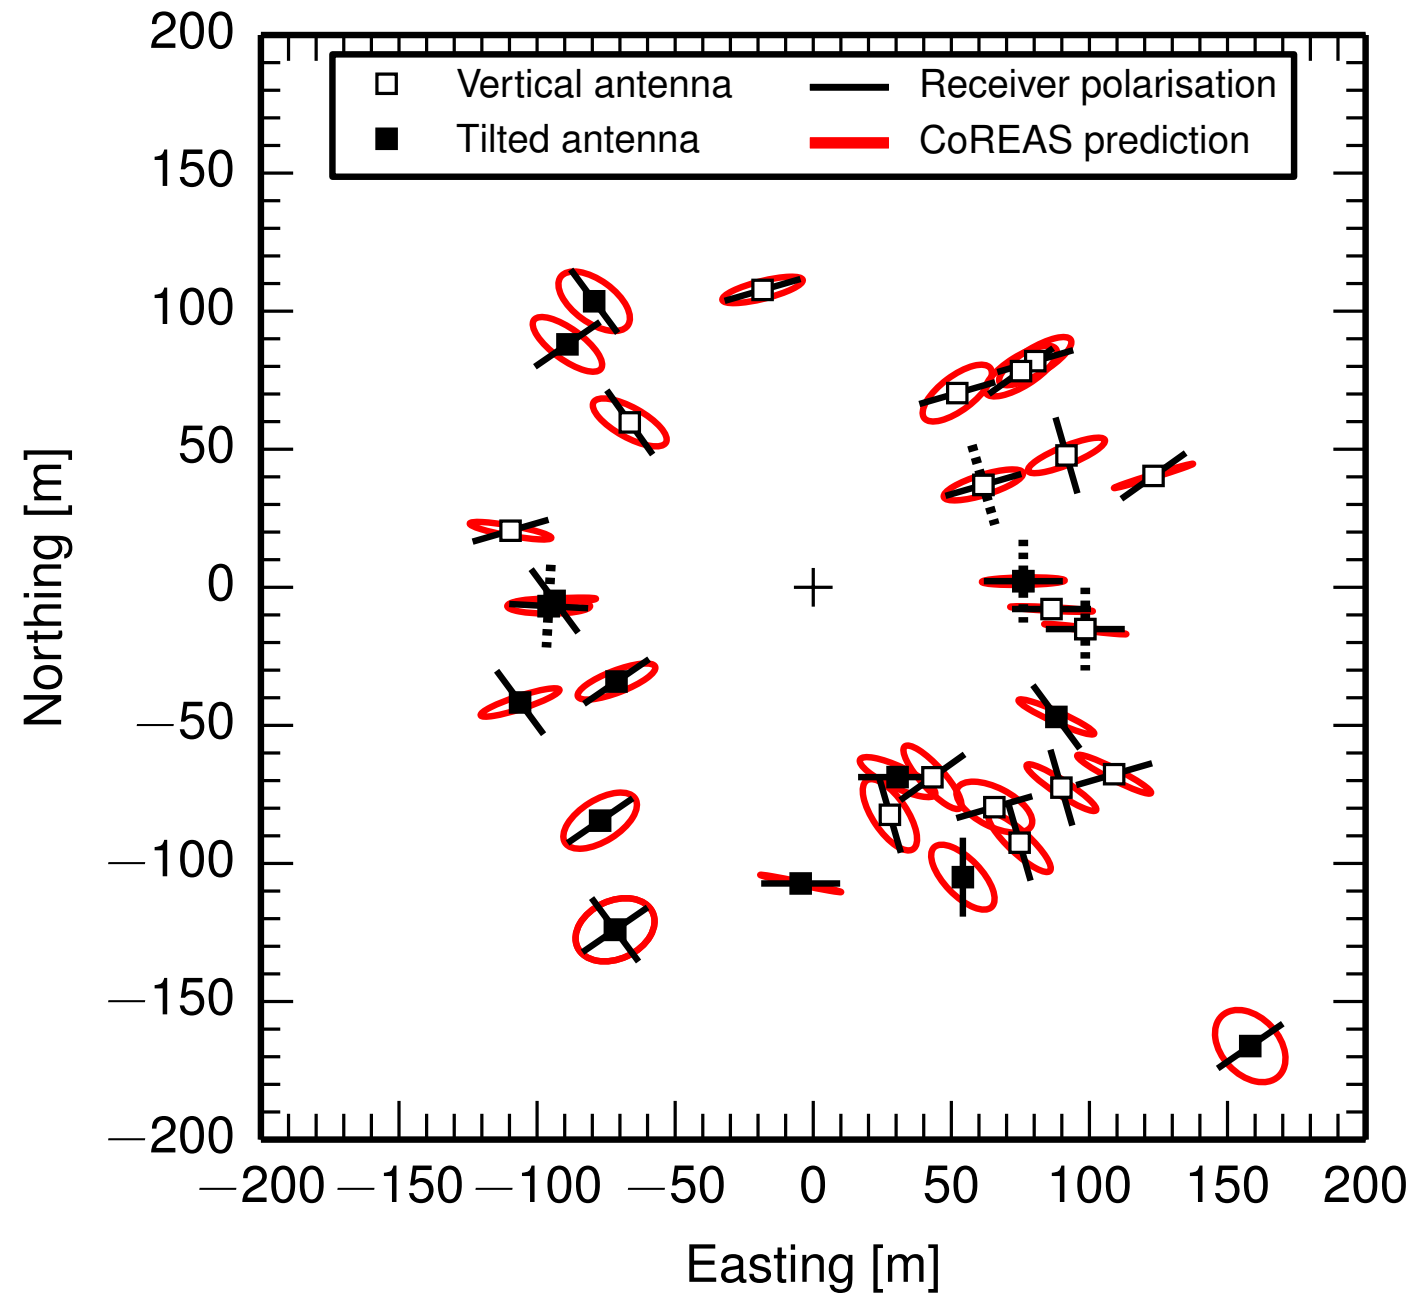 200
Vertical antenna
Receiver polarisation
Tilted antenna
CoREAS prediction
150
100
50
0
−50
−100
−150
−200
Northing [m]
−200 −150 −100 −50 0 50 100 150 200
Easting [m]